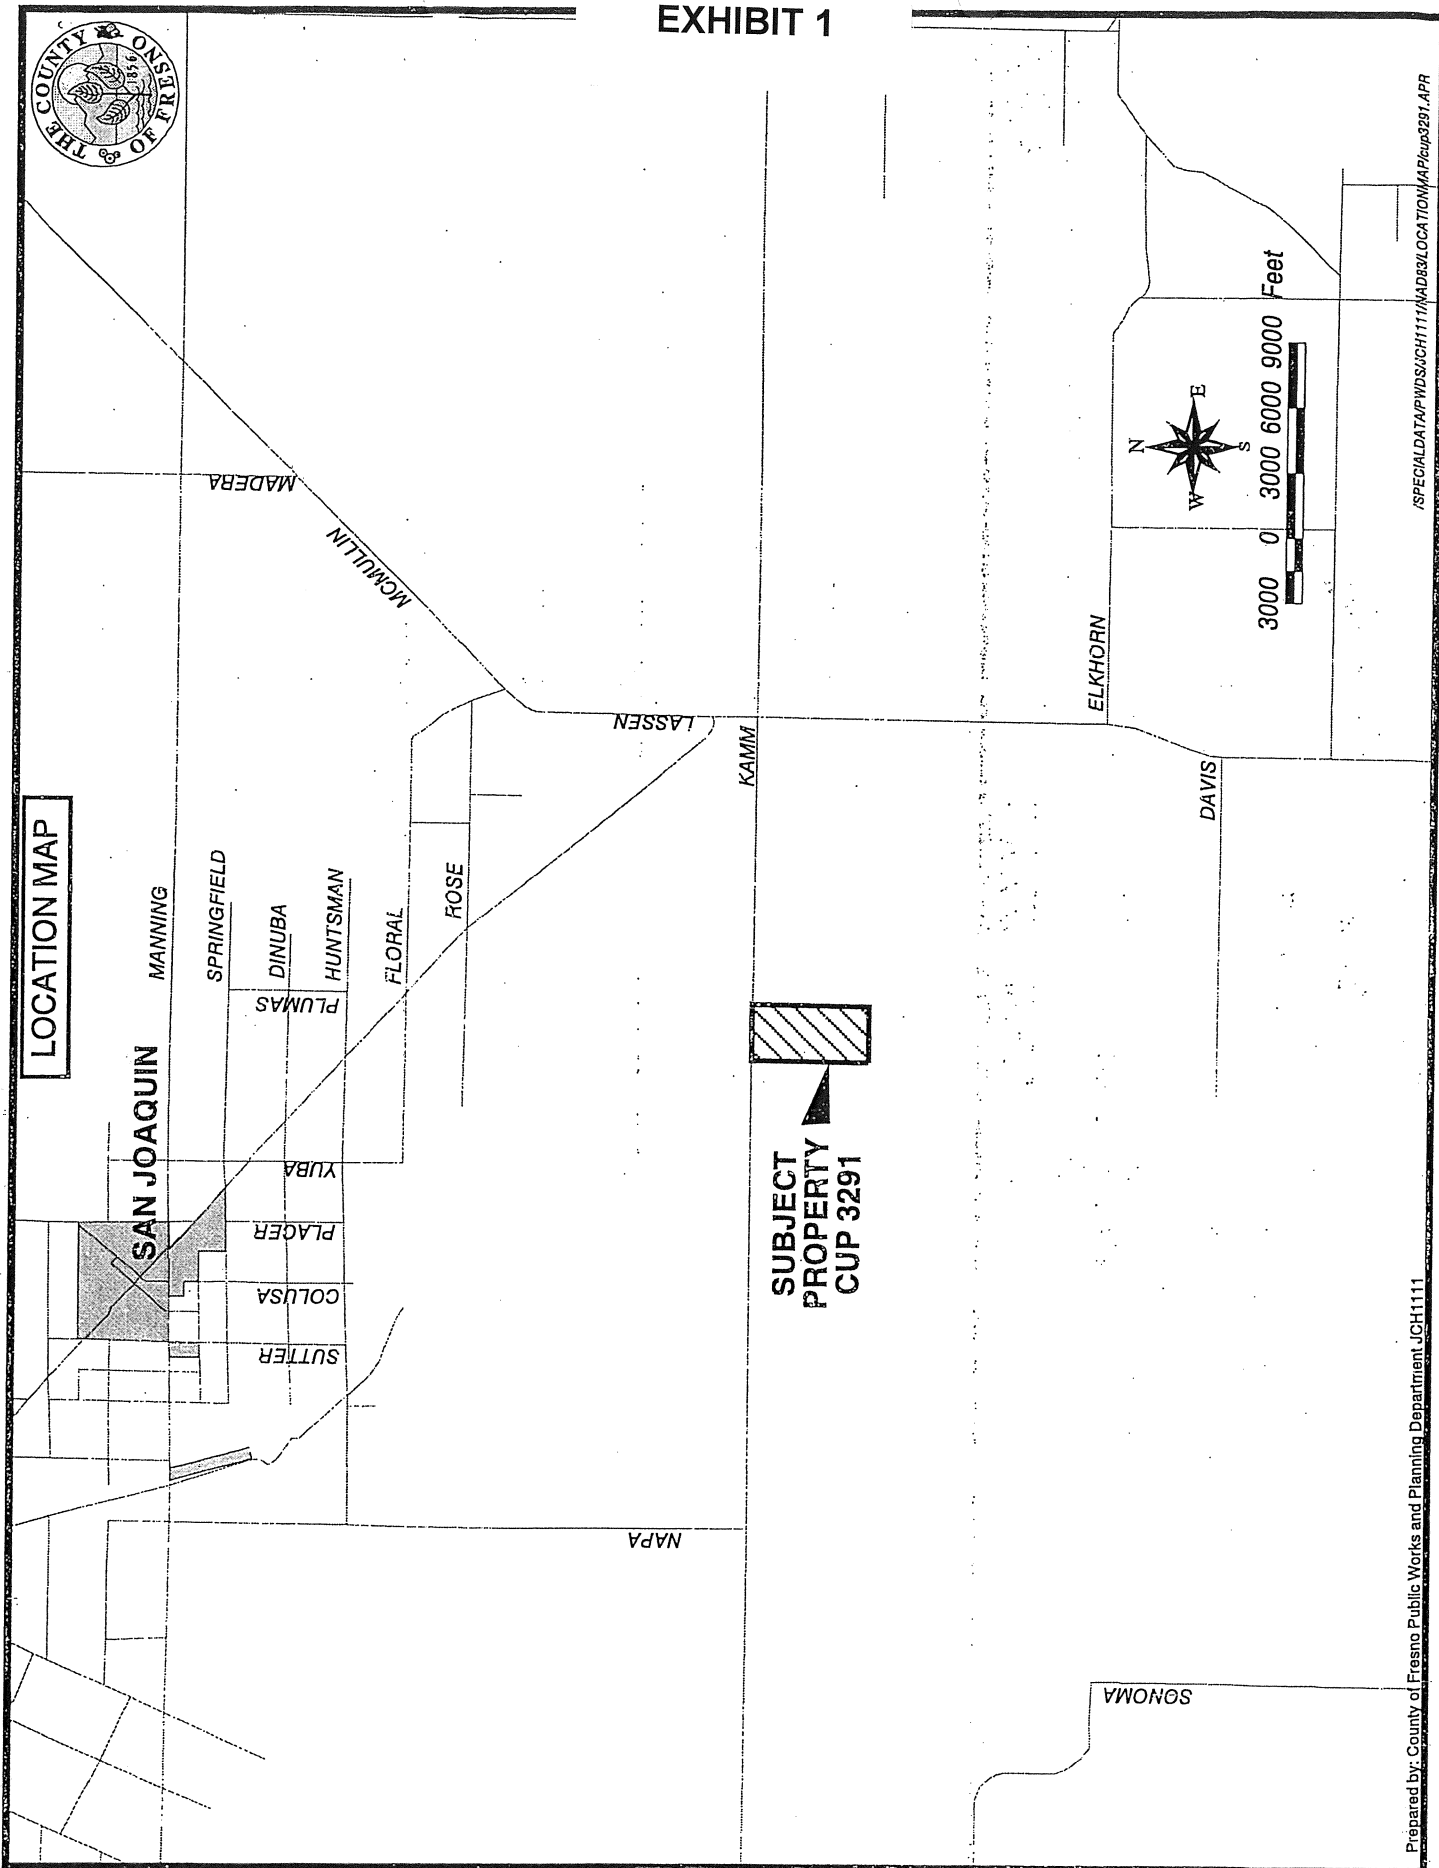 EXHIBIT 1
THE COUNTY OF FRESNO
1856
LOCATION MAP
SAN JOAQUIN
MANNING
SPRINGFIELD
DINUBA
HUNTSMAN
FLORAL
ROSE
PLUMAS
YUBA
PLACER
COLUSA
SUTTER
MADERA
MCMULLIN
LASSEN
KAMM
NAPA
SUBJECT
PROPERTY
CUP 3291
ELKHORN
DAVIS
SONOMA
N
W E
S
3000 0 3000 6000 9000 Feet
Prepared by: County of Fresno Public Works and Planning Department JCH1111
/SPECIALDATA/PWDS/JCH1111/NAD83/LOCATIONMAP/cup3291.APR